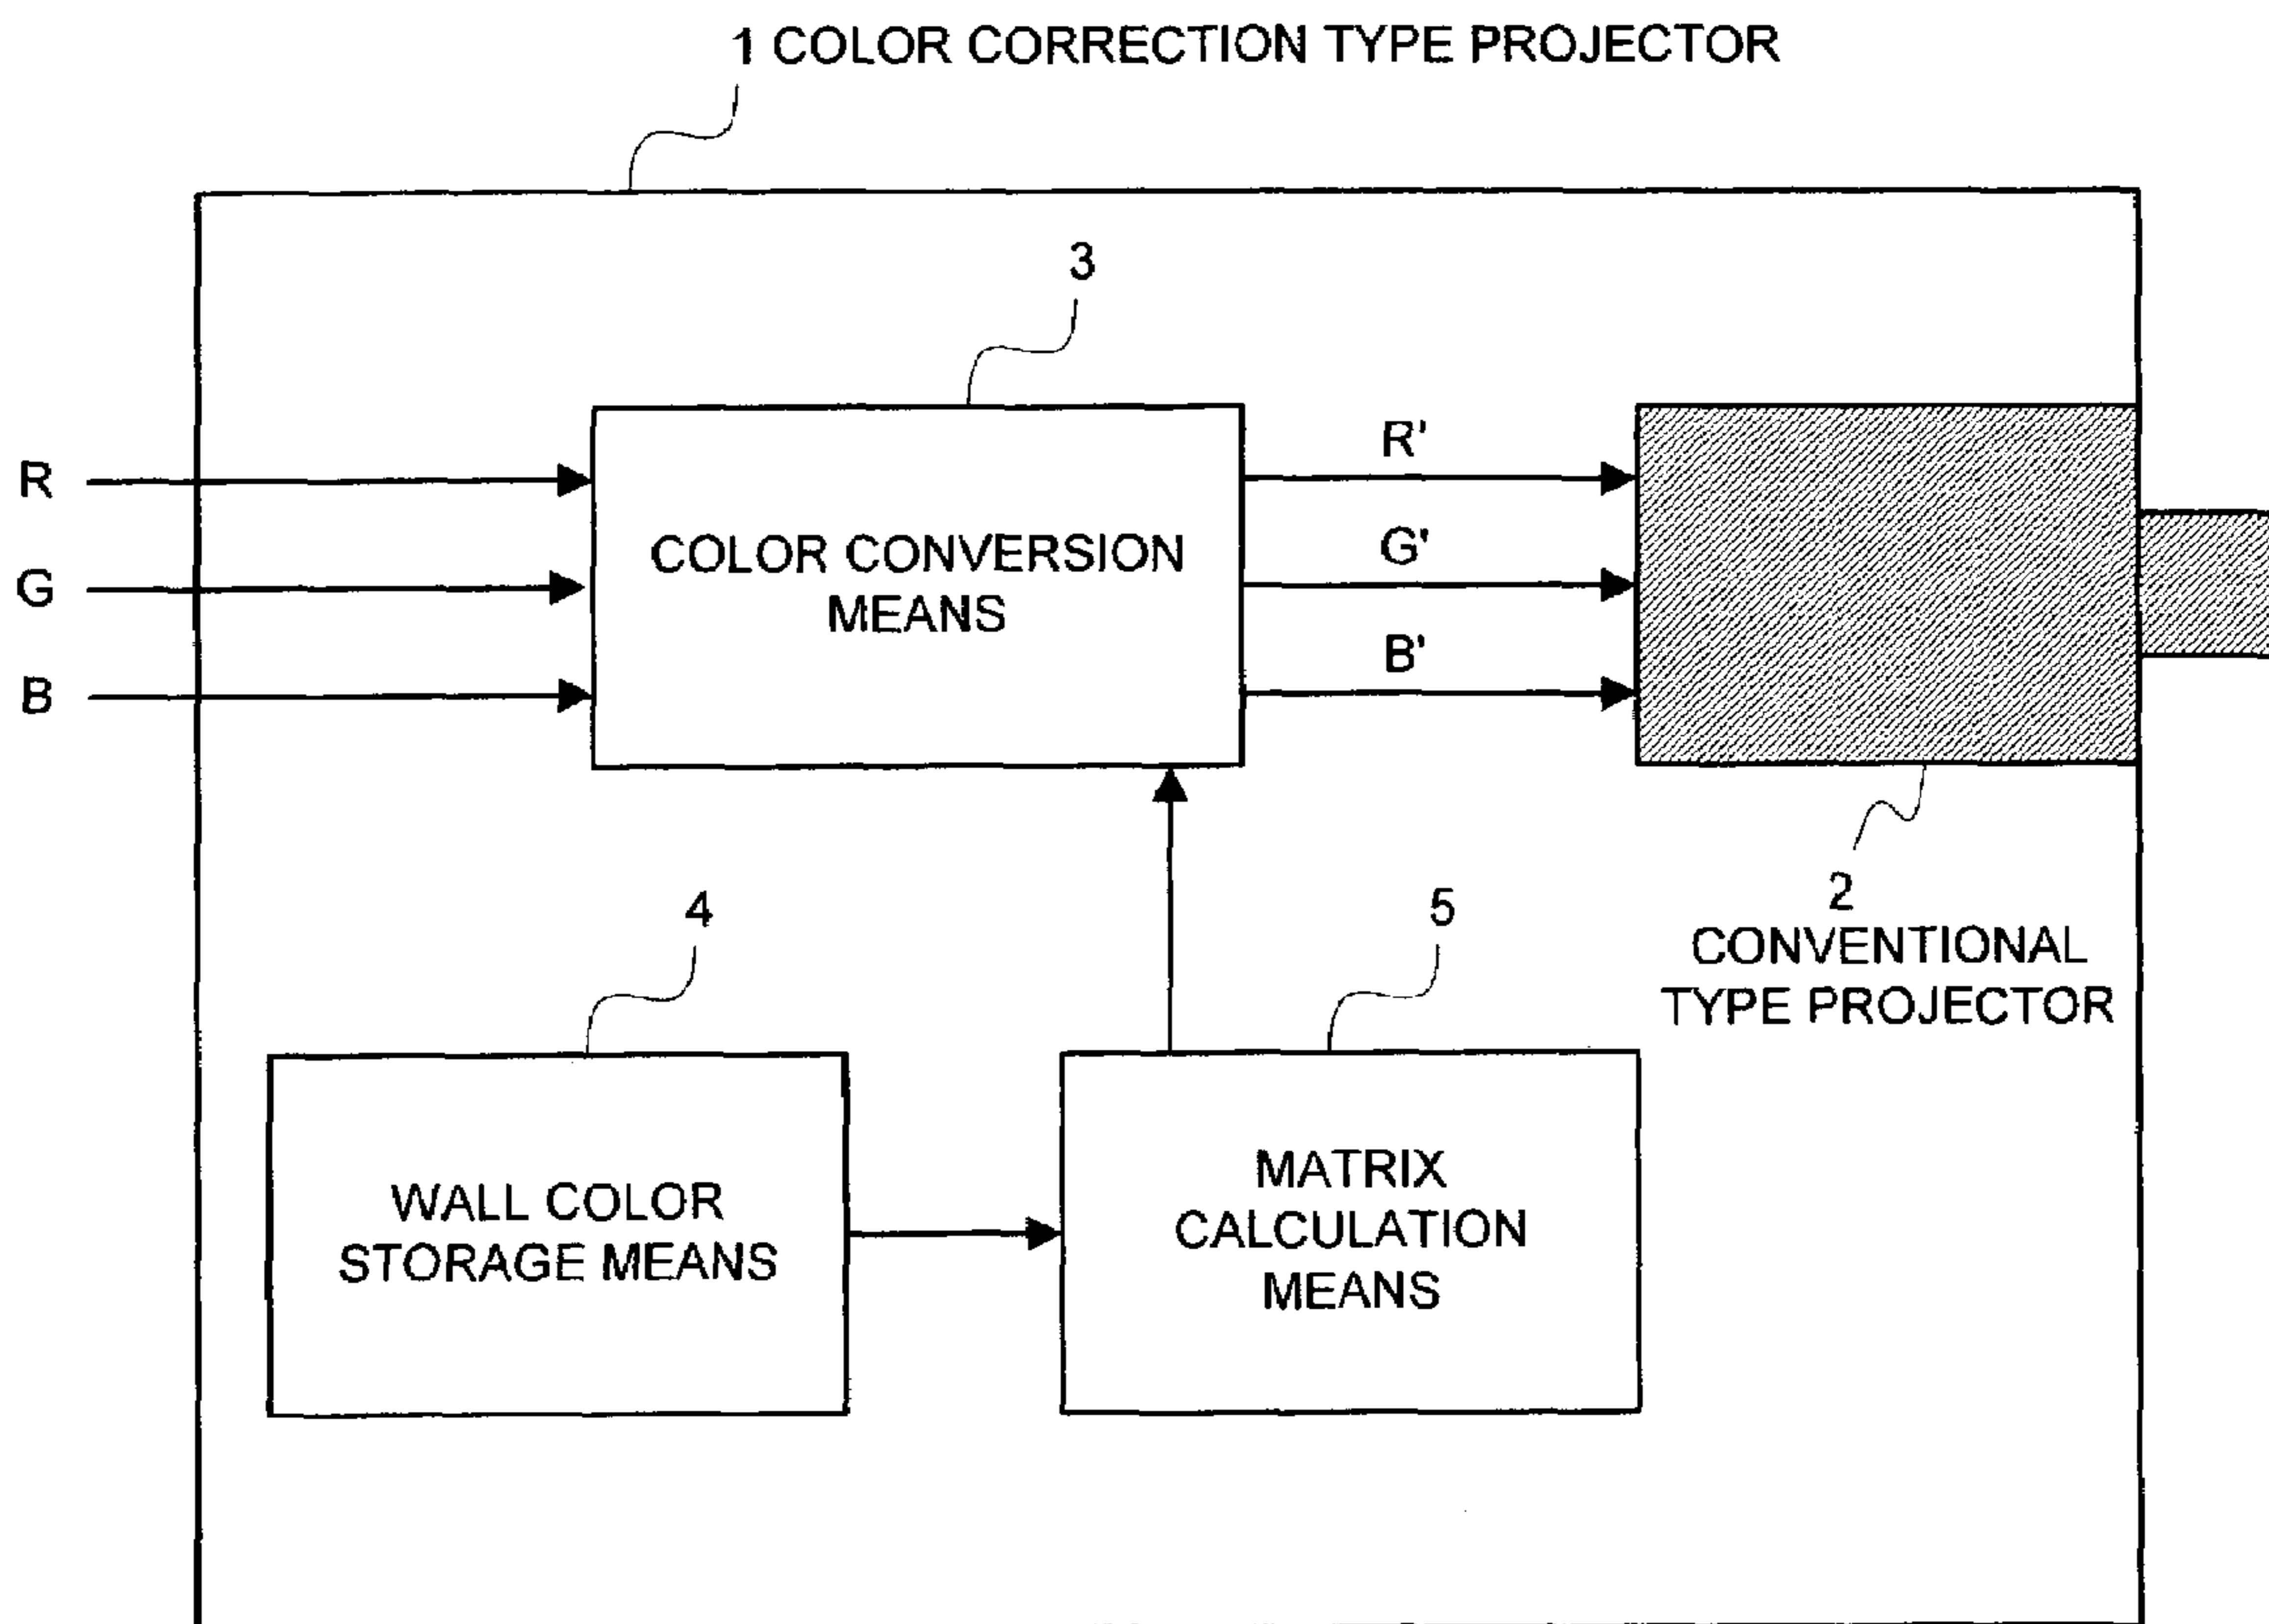 1 COLOR CORRECTION TYPE PROJECTOR
3
R
G
B
COLOR CONVERSION
MEANS
R'
G'
B'
2
CONVENTIONAL
TYPE PROJECTOR
4
5
WALL COLOR
STORAGE MEANS
MATRIX
CALCULATION
MEANS